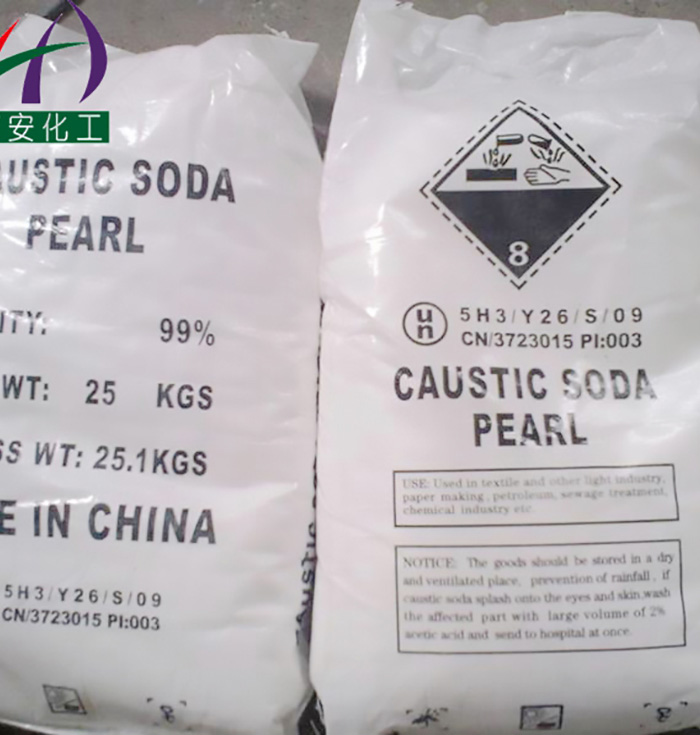 安化工
AUSTIC SODA
PEARL
ITY: 99%
WT: 25 KGS
SS WT: 25.1KGS
E IN CHINA
5H3/Y26/S/09
CN/3723015 PI:003
8
un 5H3/Y26/S/09
CN/3723015 PI:003
CAUSTIC SODA
PEARL
USE: Used in textile and other light industry,
paper making, petroleum, sewage treatment,
chemical industry etc.
NOTICE: The goods should be stored in a dry
and ventilated place, prevention of rainfall, if
caustic soda splash onto the eyes and skin,wash
the affected part with large volume of 2%
acetic acid and send to hospital at once.